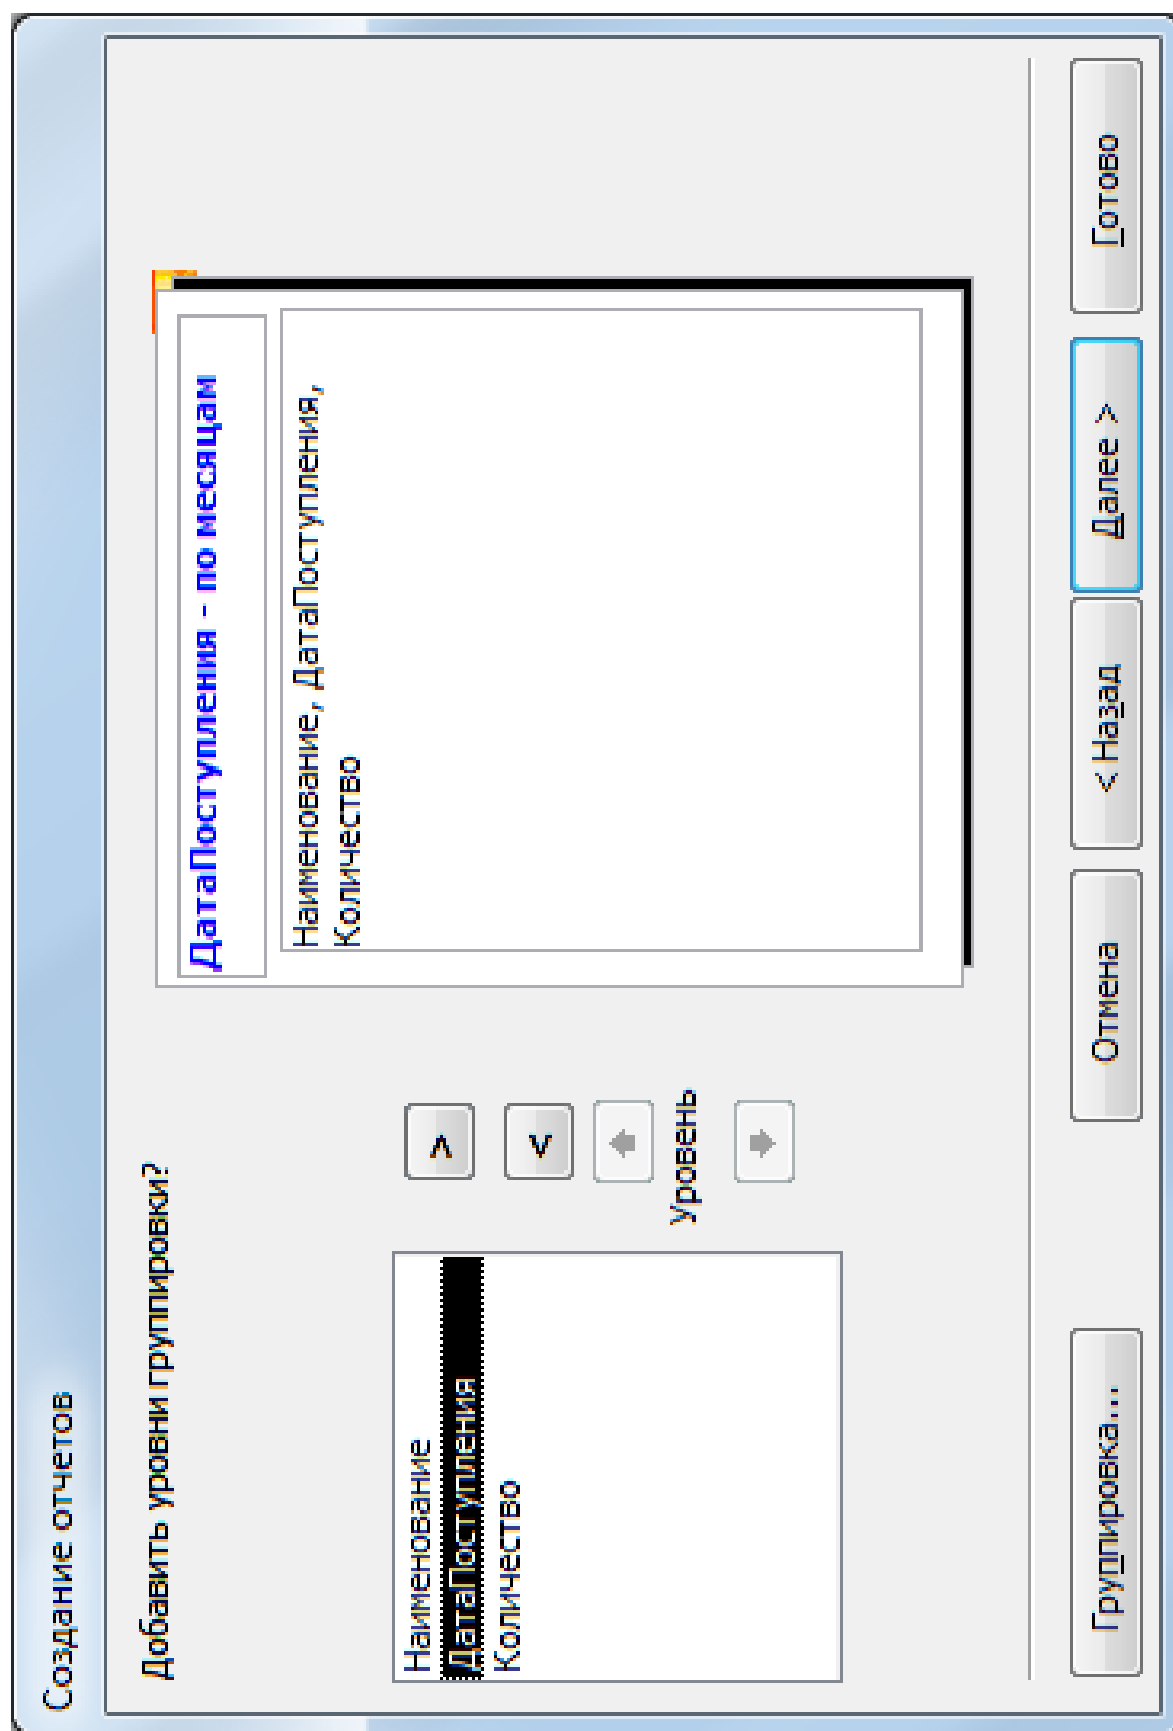 Создание отчетов
Добавить уровни группировки?
Наименование
ДатаПоступления
Количество
>
<
Уровень
ДатаПоступления - по месяцам
Наименование, ДатаПоступления,
Количество
Группировка...
Отмена
< Назад
Далее >
Готово